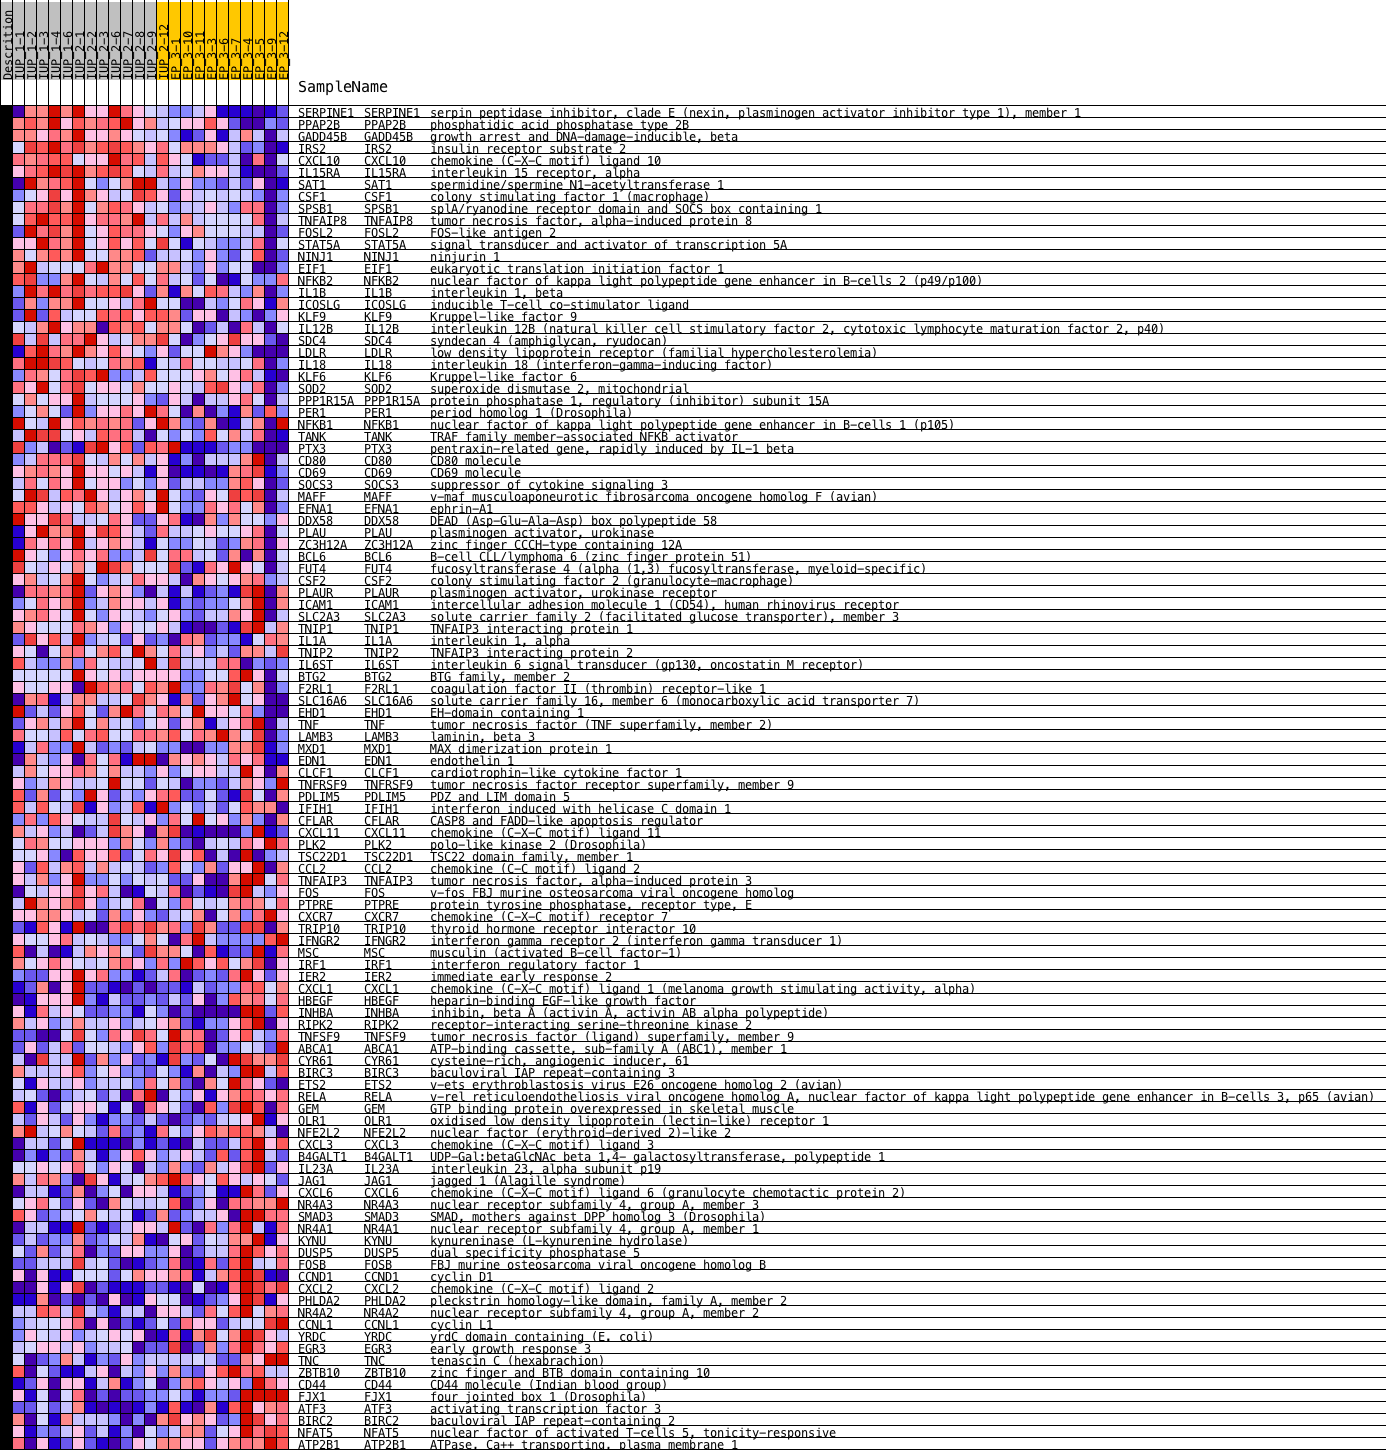 Descrition
IUP_1-1
IUP_1-2
IUP_1-3
IUP_1-4
IUP_1-6
IUP_2-1
IUP_2-2
IUP_2-3
IUP_2-6
IUP_2-7
IUP_2-8
IUP_2-9
IUP_2-12
EP_3-1
EP_3-10
EP_3-11
EP_3-3
EP_3-6
EP_3-7
EP_3-4
EP_3-5
EP_3-9
EP_3-12
SampleName
SERPINE1 SERPINE1 serpin peptidase inhibitor, clade E (nexin, plasminogen activator inhibitor type 1), member 1
PPAP2B PPAP2B phosphatidic acid phosphatase type 2B
GADD45B GADD45B growth arrest and DNA-damage-inducible, beta
IRS2 IRS2 insulin receptor substrate 2
CXCL10 CXCL10 chemokine (C-X-C motif) ligand 10
IL15RA IL15RA interleukin 15 receptor, alpha
SAT1 SAT1 spermidine/spermine N1-acetyltransferase 1
CSF1 CSF1 colony stimulating factor 1 (macrophage)
SPSB1 SPSB1 splA/ryanodine receptor domain and SOCS box containing 1
TNFAIP8 TNFAIP8 tumor necrosis factor, alpha-induced protein 8
FOSL2 FOSL2 FOS-like antigen 2
STAT5A STAT5A signal transducer and activator of transcription 5A
NINJ1 NINJ1 ninjurin 1
EIF1 EIF1 eukaryotic translation initiation factor 1
NFKB2 NFKB2 nuclear factor of kappa light polypeptide gene enhancer in B-cells 2 (p49/p100)
IL1B IL1B interleukin 1, beta
ICOSLG ICOSLG inducible T-cell co-stimulator ligand
KLF9 KLF9 Kruppel-like factor 9
IL12B IL12B interleukin 12B (natural killer cell stimulatory factor 2, cytotoxic lymphocyte maturation factor 2, p40)
SDC4 SDC4 syndecan 4 (amphiglycan, ryudocan)
LDLR LDLR low density lipoprotein receptor (familial hypercholesterolemia)
IL18 IL18 interleukin 18 (interferon-gamma-inducing factor)
KLF6 KLF6 Kruppel-like factor 6
SOD2 SOD2 superoxide dismutase 2, mitochondrial
PPP1R15A PPP1R15A protein phosphatase 1, regulatory (inhibitor) subunit 15A
PER1 PER1 period homolog 1 (Drosophila)
NFKB1 NFKB1 nuclear factor of kappa light polypeptide gene enhancer in B-cells 1 (p105)
TANK TANK TRAF family member-associated NFKB activator
PTX3 PTX3 pentraxin-related gene, rapidly induced by IL-1 beta
CD80 CD80 CD80 molecule
CD69 CD69 CD69 molecule
SOCS3 SOCS3 suppressor of cytokine signaling 3
MAFF MAFF v-maf musculoaponeurotic fibrosarcoma oncogene homolog F (avian)
EFNA1 EFNA1 ephrin-A1
DDX58 DDX58 DEAD (Asp-Glu-Ala-Asp) box polypeptide 58
PLAU PLAU plasminogen activator, urokinase
ZC3H12A ZC3H12A zinc finger CCCH-type containing 12A
BCL6 BCL6 B-cell CLL/lymphoma 6 (zinc finger protein 51)
FUT4 FUT4 fucosyltransferase 4 (alpha (1,3) fucosyltransferase, myeloid-specific)
CSF2 CSF2 colony stimulating factor 2 (granulocyte-macrophage)
PLAUR PLAUR plasminogen activator, urokinase receptor
ICAM1 ICAM1 intercellular adhesion molecule 1 (CD54), human rhinovirus receptor
SLC2A3 SLC2A3 solute carrier family 2 (facilitated glucose transporter), member 3
TNIP1 TNIP1 TNFAIP3 interacting protein 1
IL1A IL1A interleukin 1, alpha
TNIP2 TNIP2 TNFAIP3 interacting protein 2
IL6ST IL6ST interleukin 6 signal transducer (gp130, oncostatin M receptor)
BTG2 BTG2 BTG family, member 2
F2RL1 F2RL1 coagulation factor II (thrombin) receptor-like 1
SLC16A6 SLC16A6 solute carrier family 16, member 6 (monocarboxylic acid transporter 7)
EHD1 EHD1 EH-domain containing 1
TNF TNF tumor necrosis factor (TNF superfamily, member 2)
LAMB3 LAMB3 laminin, beta 3
MXD1 MXD1 MAX dimerization protein 1
EDN1 EDN1 endothelin 1
CLCF1 CLCF1 cardiotrophin-like cytokine factor 1
TNFRSF9 TNFRSF9 tumor necrosis factor receptor superfamily, member 9
PDLIM5 PDLIM5 PDZ and LIM domain 5
IFIH1 IFIH1 interferon induced with helicase C domain 1
CFLAR CFLAR CASP8 and FADD-like apoptosis regulator
CXCL11 CXCL11 chemokine (C-X-C motif) ligand 11
PLK2 PLK2 polo-like kinase 2 (Drosophila)
TSC22D1 TSC22D1 TSC22 domain family, member 1
CCL2 CCL2 chemokine (C-C motif) ligand 2
TNFAIP3 TNFAIP3 tumor necrosis factor, alpha-induced protein 3
FOS FOS v-fos FBJ murine osteosarcoma viral oncogene homolog
PTPRE PTPRE protein tyrosine phosphatase, receptor type, E
CXCR7 CXCR7 chemokine (C-X-C motif) receptor 7
TRIP10 TRIP10 thyroid hormone receptor interactor 10
IFNGR2 IFNGR2 interferon gamma receptor 2 (interferon gamma transducer 1)
MSC MSC musculin (activated B-cell factor-1)
IRF1 IRF1 interferon regulatory factor 1
IER2 IER2 immediate early response 2
CXCL1 CXCL1 chemokine (C-X-C motif) ligand 1 (melanoma growth stimulating activity, alpha)
HBEGF HBEGF heparin-binding EGF-like growth factor
INHBA INHBA inhibin, beta A (activin A, activin AB alpha polypeptide)
RIPK2 RIPK2 receptor-interacting serine-threonine kinase 2
TNFSF9 TNFSF9 tumor necrosis factor (ligand) superfamily, member 9
ABCA1 ABCA1 ATP-binding cassette, sub-family A (ABC1), member 1
CYR61 CYR61 cysteine-rich, angiogenic inducer, 61
BIRC3 BIRC3 baculoviral IAP repeat-containing 3
ETS2 ETS2 v-ets erythroblastosis virus E26 oncogene homolog 2 (avian)
RELA RELA v-rel reticuloendotheliosis viral oncogene homolog A, nuclear factor of kappa light polypeptide gene enhancer in B-cells 3, p65 (avian)
GEM GEM GTP binding protein overexpressed in skeletal muscle
OLR1 OLR1 oxidised low density lipoprotein (lectin-like) receptor 1
NFE2L2 NFE2L2 nuclear factor (erythroid-derived 2)-like 2
CXCL3 CXCL3 chemokine (C-X-C motif) ligand 3
B4GALT1 B4GALT1 UDP-Gal:betaGlcNAc beta 1,4- galactosyltransferase, polypeptide 1
IL23A IL23A interleukin 23, alpha subunit p19
JAG1 JAG1 jagged 1 (Alagille syndrome)
CXCL6 CXCL6 chemokine (C-X-C motif) ligand 6 (granulocyte chemotactic protein 2)
NR4A3 NR4A3 nuclear receptor subfamily 4, group A, member 3
SMAD3 SMAD3 SMAD, mothers against DPP homolog 3 (Drosophila)
NR4A1 NR4A1 nuclear receptor subfamily 4, group A, member 1
KYNU KYNU kynureninase (L-kynurenine hydrolase)
DUSP5 DUSP5 dual specificity phosphatase 5
FOSB FOSB FBJ murine osteosarcoma viral oncogene homolog B
CCND1 CCND1 cyclin D1
CXCL2 CXCL2 chemokine (C-X-C motif) ligand 2
PHLDA2 PHLDA2 pleckstrin homology-like domain, family A, member 2
NR4A2 NR4A2 nuclear receptor subfamily 4, group A, member 2
CCNL1 CCNL1 cyclin L1
YRDC YRDC yrdC domain containing (E. coli)
EGR3 EGR3 early growth response 3
TNC TNC tenascin C (hexabrachion)
ZBTB10 ZBTB10 zinc finger and BTB domain containing 10
CD44 CD44 CD44 molecule (Indian blood group)
FJX1 FJX1 four jointed box 1 (Drosophila)
ATF3 ATF3 activating transcription factor 3
BIRC2 BIRC2 baculoviral IAP repeat-containing 2
NFAT5 NFAT5 nuclear factor of activated T-cells 5, tonicity-responsive
ATP2B1 ATP2B1 ATPase, Ca++ transporting, plasma membrane 1